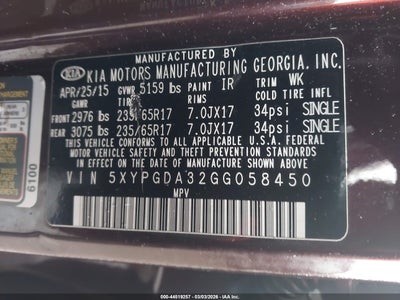 MANUFACTURED BY
KIA KIA MOTORS MANUFACTURING GEORGIA, INC.
APR/25/15 GVWR 5159 lbs PAINT IR TRIM WK
GAWR TIRE RIMS COLD TIRE INFL
FRONT 2976 lbs 235/65R17 7.0JX17 34psi SINGLE
REAR 3075 lbs 235/65R17 7.0JX17 34psi SINGLE
THIS VEHICLE CONFORMS TO ALL APPLICABLE FEDERAL
MOTOR VEHICLE SAFETY AND THEFT PREVENTION STANDARDS
IN EFFECT ON THE DATE OF MANUFACTURE SHOWN ABOVE.
VIN 5XYPGDA32GG058450
MPV
6100
000-44519257 - 03/03/2026 - IAA Inc.